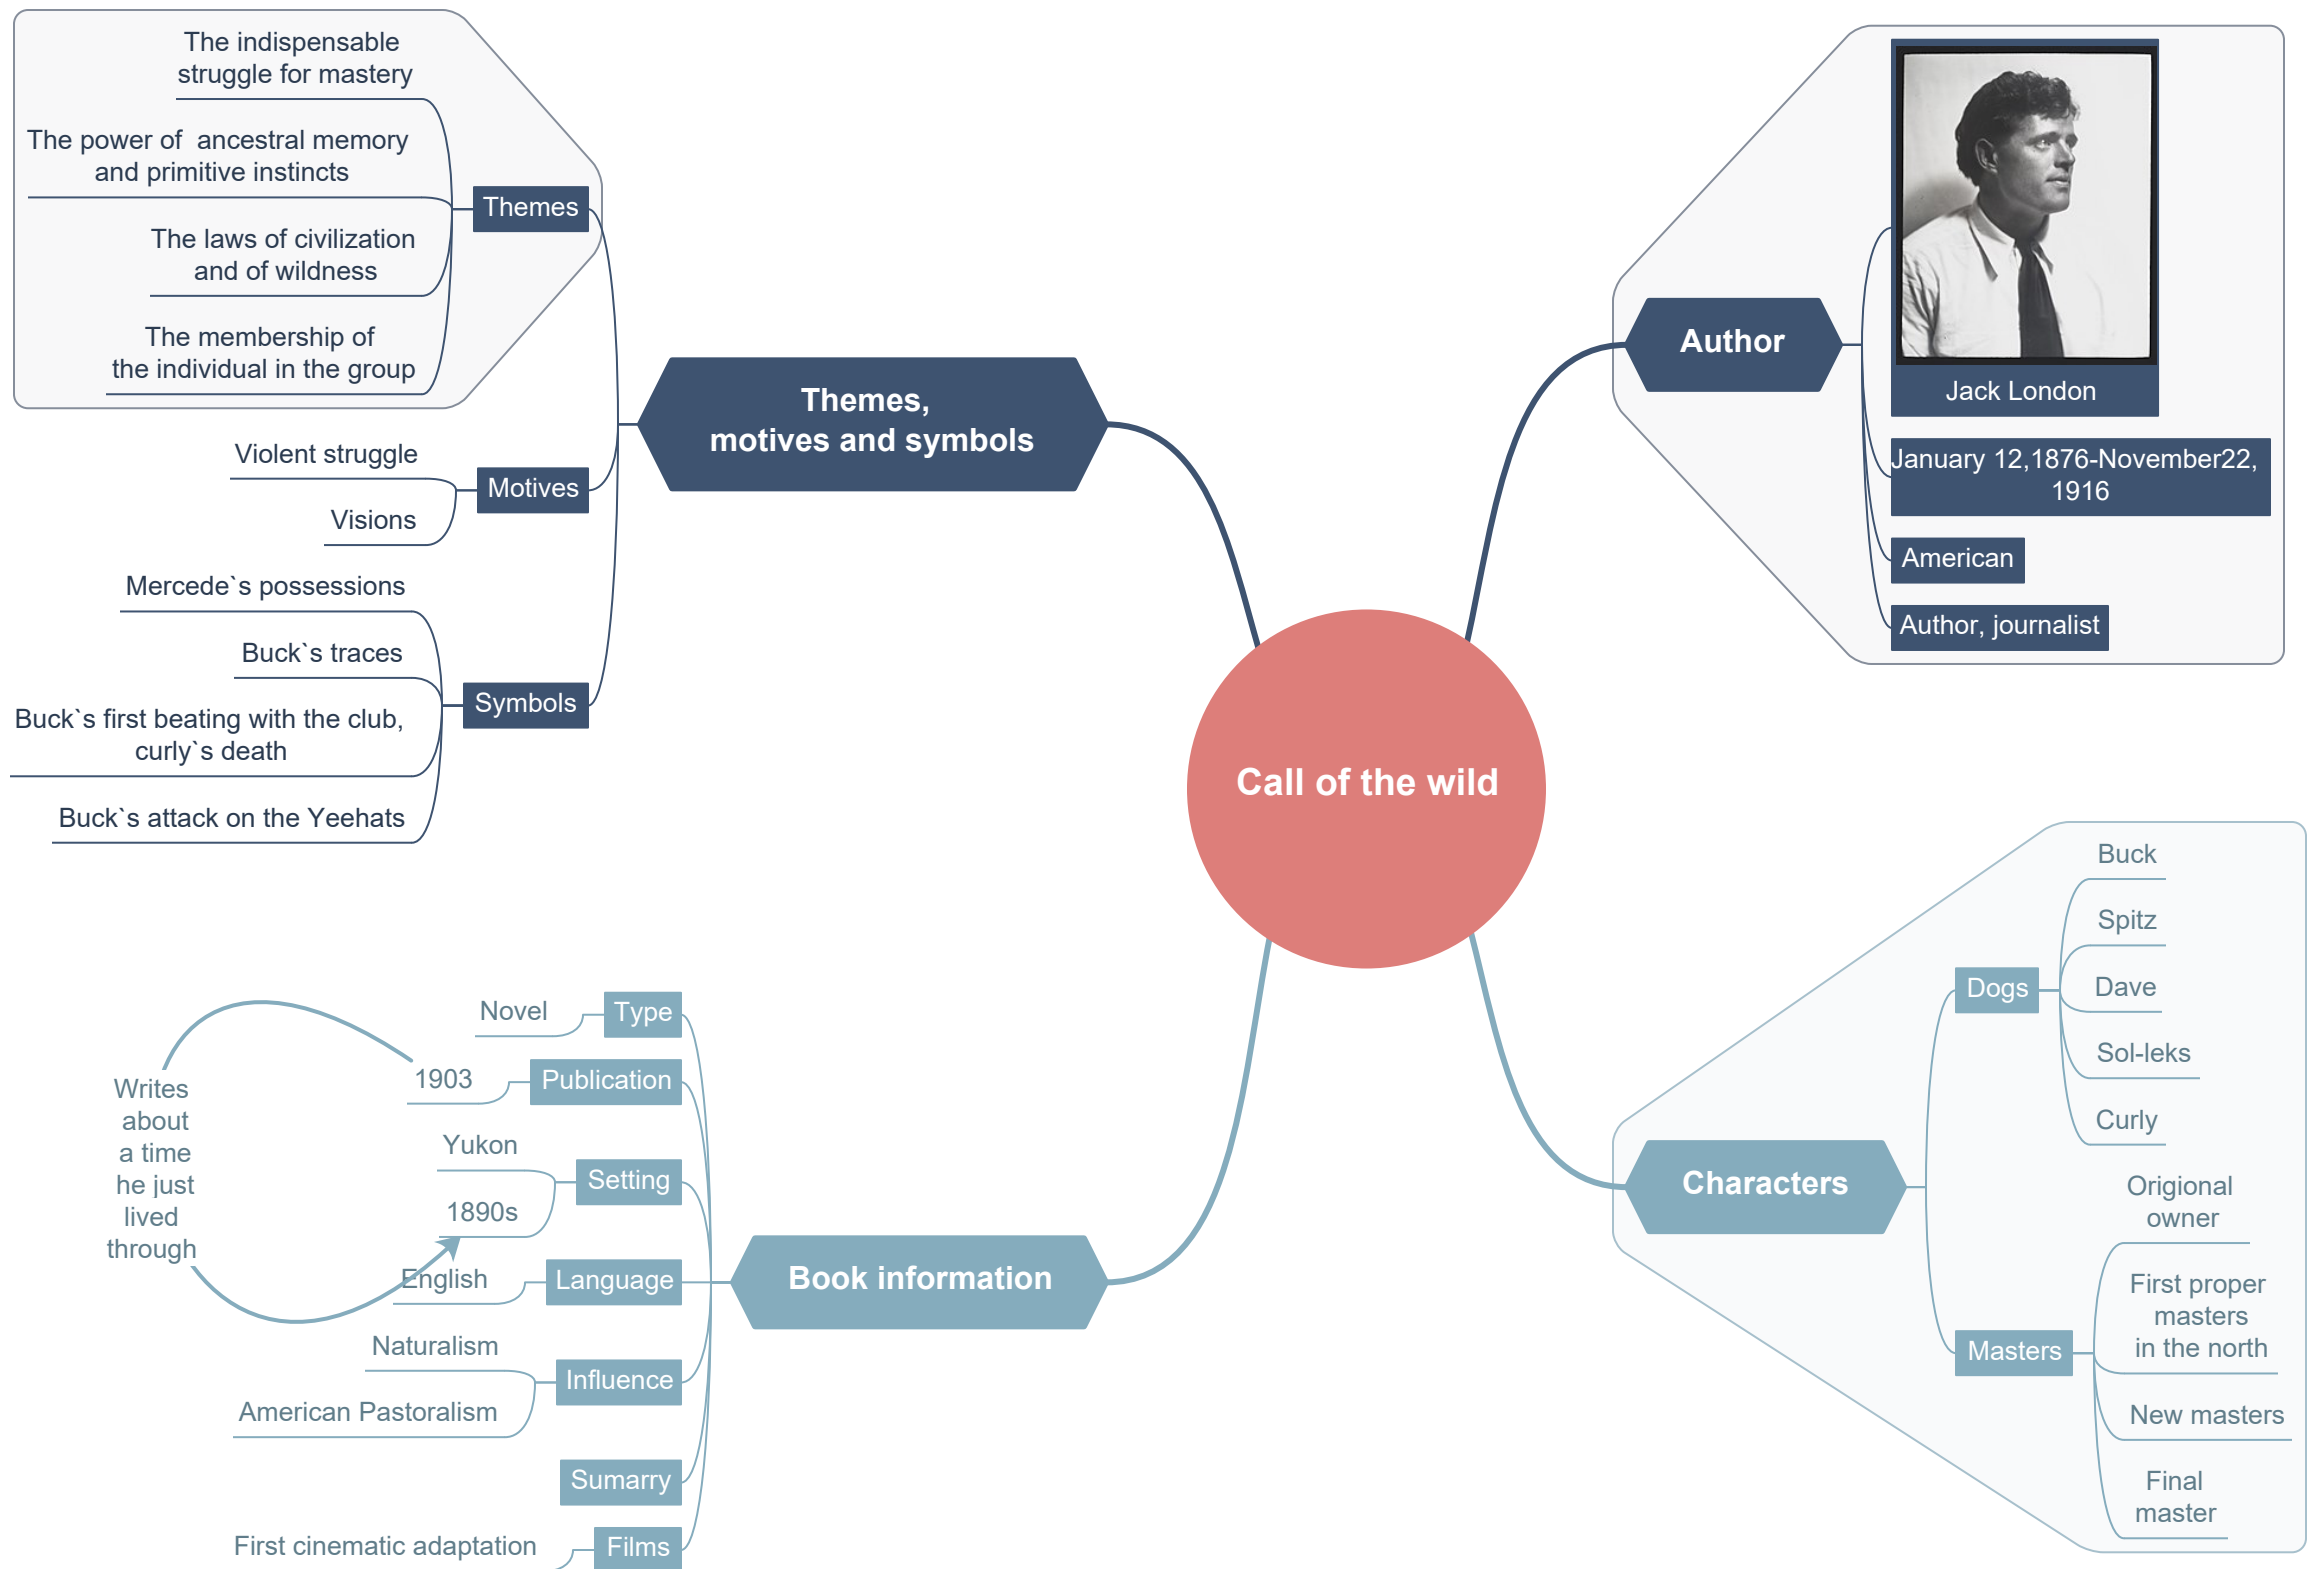 The indispensable
struggle for mastery
The power of  ancestral memory
and primitive instincts
The laws of civilization
and of wildness
The membership of
the individual in the group
Themes
Violent struggle
Visions
Motives
Mercede`s possessions
Buck`s traces
Buck`s first beating with the club,
curly`s death
Buck`s attack on the Yeehats
Symbols
Themes,
motives and symbols
Author
Jack London
January 12,1876-November22,
1916
American
Author, journalist
Call of the wild
Novel
Type
1903
Publication
Writes
about
a time
he just
lived
through
Yukon
1890s
Setting
English
Language
Naturalism
American Pastoralism
Influence
Sumarry
First cinematic adaptation
Films
Book information
Characters
Dogs
Buck
Spitz
Dave
Sol-leks
Curly
Masters
Origional
owner
First proper
masters
in the north
New masters
Final
master